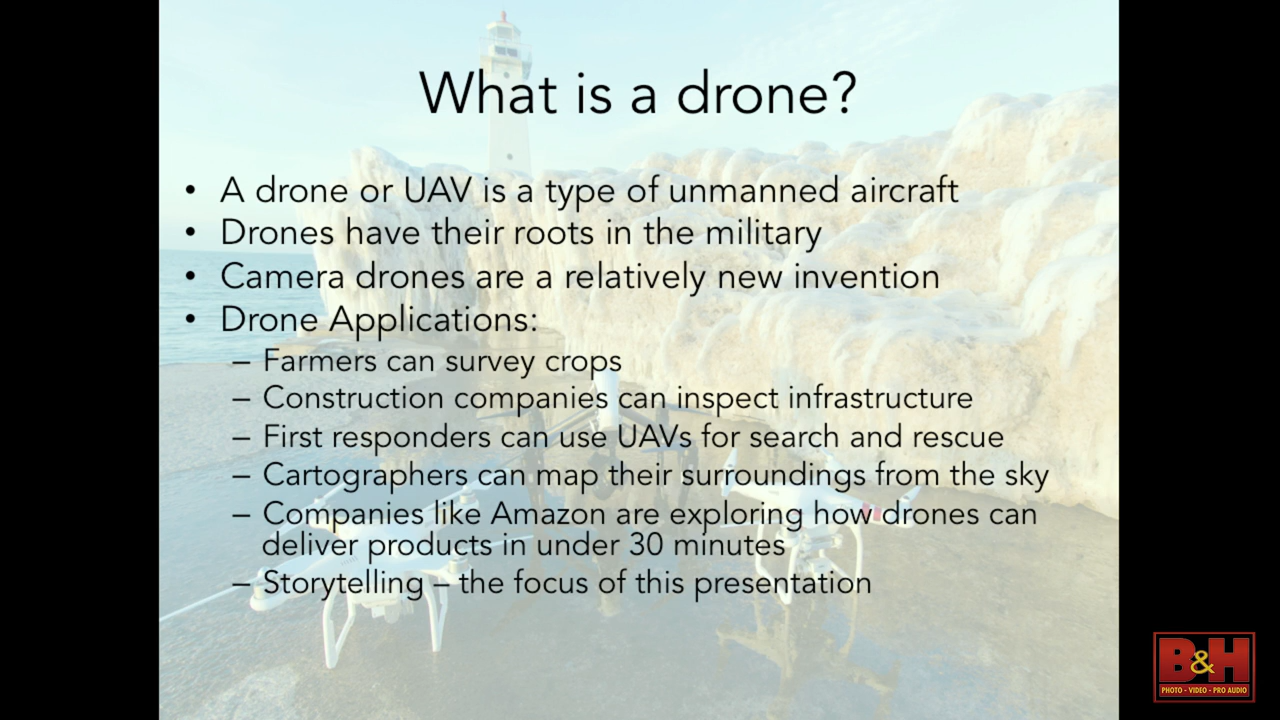 What is a drone?
• A drone or UAV is a type of unmanned aircraft
• Drones have their roots in the military
• Camera drones are a relatively new invention
• Drone Applications:
– Farmers can survey crops
– Construction companies can inspect infrastructure
– First responders can use UAVs for search and rescue
– Cartographers can map their surroundings from the sky
– Companies like Amazon are exploring how drones can
deliver products in under 30 minutes
– Storytelling – the focus of this presentation
B&H
PHOTO - VIDEO - PRO AUDIO